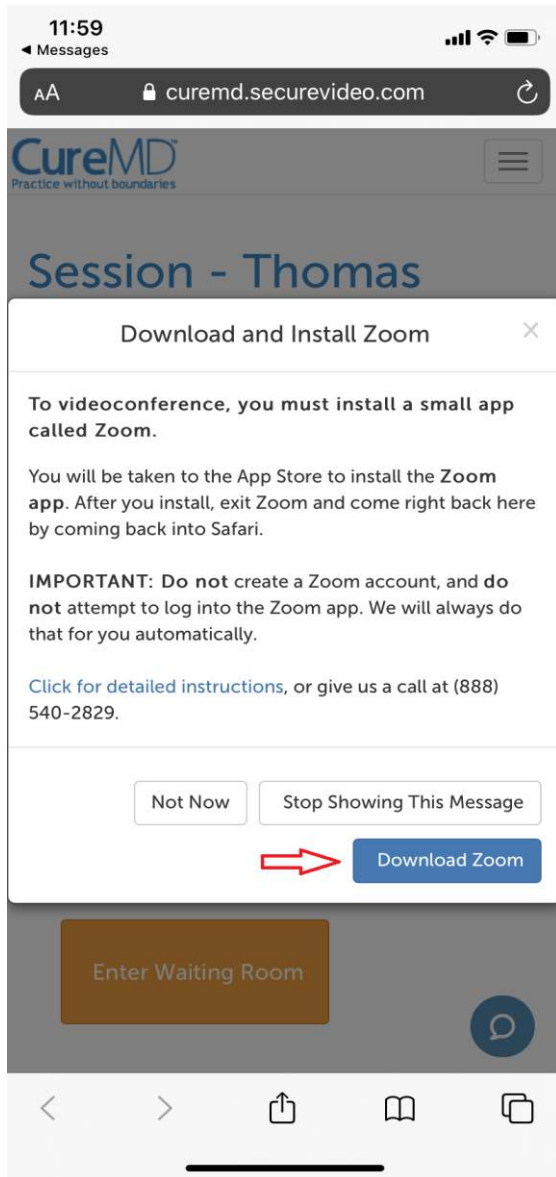 11:59
◀ Messages
AA curemd.securevideo.com
CureMD™
Practice without boundaries
Session - Thomas
Download and Install Zoom ×
To videoconference, you must install a small app
called Zoom.
You will be taken to the App Store to install the Zoom
app. After you install, exit Zoom and come right back here
by coming back into Safari.
IMPORTANT: Do not create a Zoom account, and do
not attempt to log into the Zoom app. We will always do
that for you automatically.
Click for detailed instructions, or give us a call at (888)
540-2829.
Not Now Stop Showing This Message
Download Zoom
Enter Waiting Room